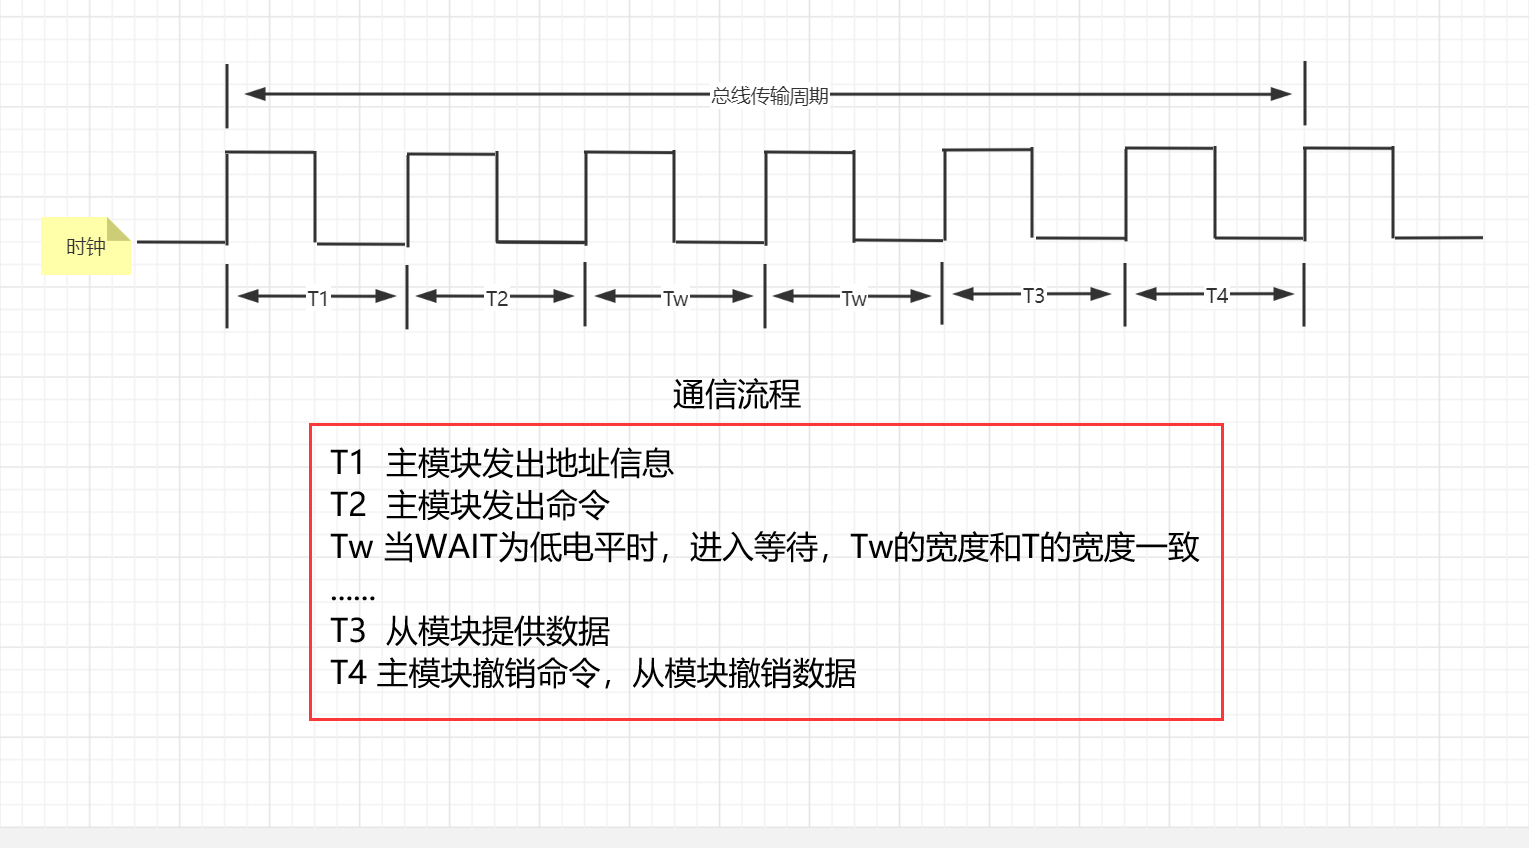 总线传输周期
时钟
T1 T2 Tw Tw T3 T4
通信流程
T1 主模块发出地址信息
T2 主模块发出命令
Tw 当WAIT为低电平时，进入等待，Tw的宽度和T的宽度一致
......
T3 从模块提供数据
T4 主模块撤销命令，从模块撤销数据